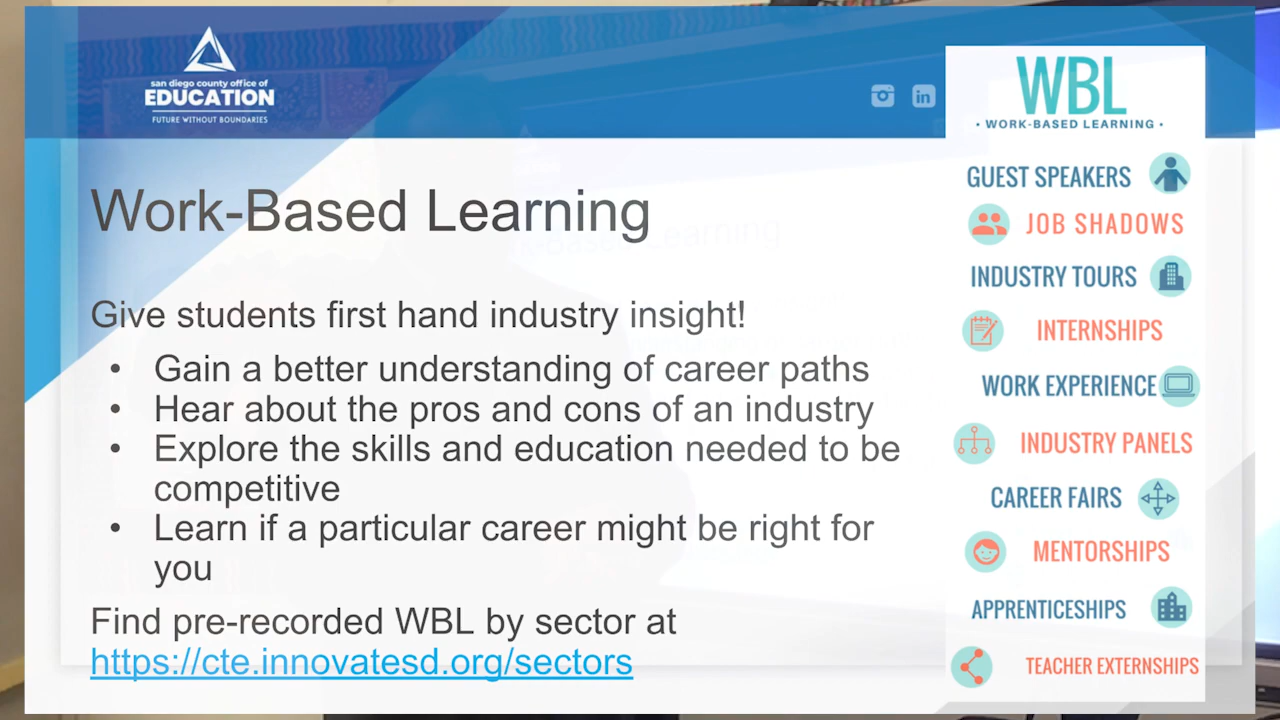 san diego county office of
EDUCATION
FUTURE WITHOUT BOUNDARIES
in
WBL
• WORK-BASED LEARNING •
Work-Based Learning
Give students first hand industry insight!
• Gain a better understanding of career paths
• Hear about the pros and cons of an industry
• Explore the skills and education needed to be
competitive
• Learn if a particular career might be right for
you
Find pre-recorded WBL by sector at
https://cte.innovatesd.org/sectors
GUEST SPEAKERS
JOB SHADOWS
INDUSTRY TOURS
INTERNSHIPS
WORK EXPERIENCE
INDUSTRY PANELS
CAREER FAIRS
MENTORSHIPS
APPRENTICESHIPS
TEACHER EXTERNSHIPS